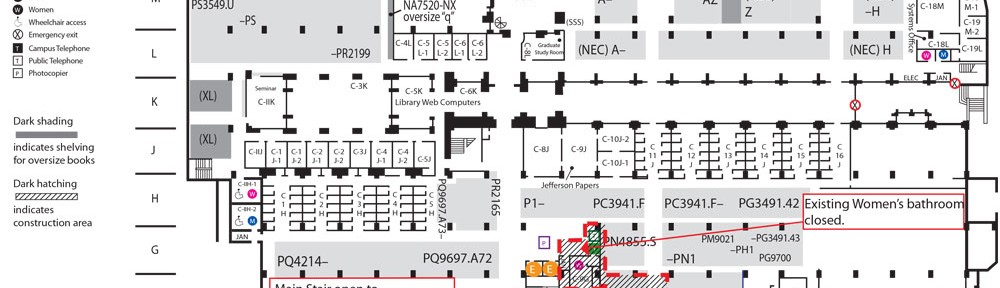 M
PS3549.U
–PS
NA7520-NX
oversize "q"
Women
Wheelchair access
Emergency exit
Campus Telephone
Public Telephone
T
T
P
Photocopier
L
–PR2199
C-4L
C-5
L-1
C-5
L-2
C-6
L-1
C-6
L-2
(SSS)
C-8L
Graduate
Study Room
A–
AZ
Z
–H
(NEC) A–
(NEC) H
Systems Office
C-18M
M-1
C-19
M-2
C-18L
C-19L
W
M
ELEC
JAN
K
(XL)
Seminar
C-IIK
C-3K
C-5K
C-6K
Library Web Computers
Dark shading
indicates shelving
for oversize books
J
(XL)
C-IIJ
C-1
J-1
C-1
J-2
C-2
J-1
C-2
J-2
C-3J
C-4
J-1
C-4
J-2
C-5J
C-8J
C-9J
C-10J-2
C-10J-1
C
11
J
C
12
J
C
13
J
C
14
J
C
15
J
C
16
J
Jefferson Papers
Dark hatching
indicates
construction area
H
C-IIH-1
W
C-IIH-2
M
JAN
C
1
H
C
2
H
C
3
H
C
4
H
C
5
H
PQ9697.A73–
PR2165
P1–
PC3941.F
PC3941.F–
PG3491.42
Existing Women's bathroom
closed.
G
PQ4214–
PQ9697.A72
P
E
E
W
PN4855.S
–PN1
PM9021
–PH1
–PG3491.43
PG9700
Main Stair open to